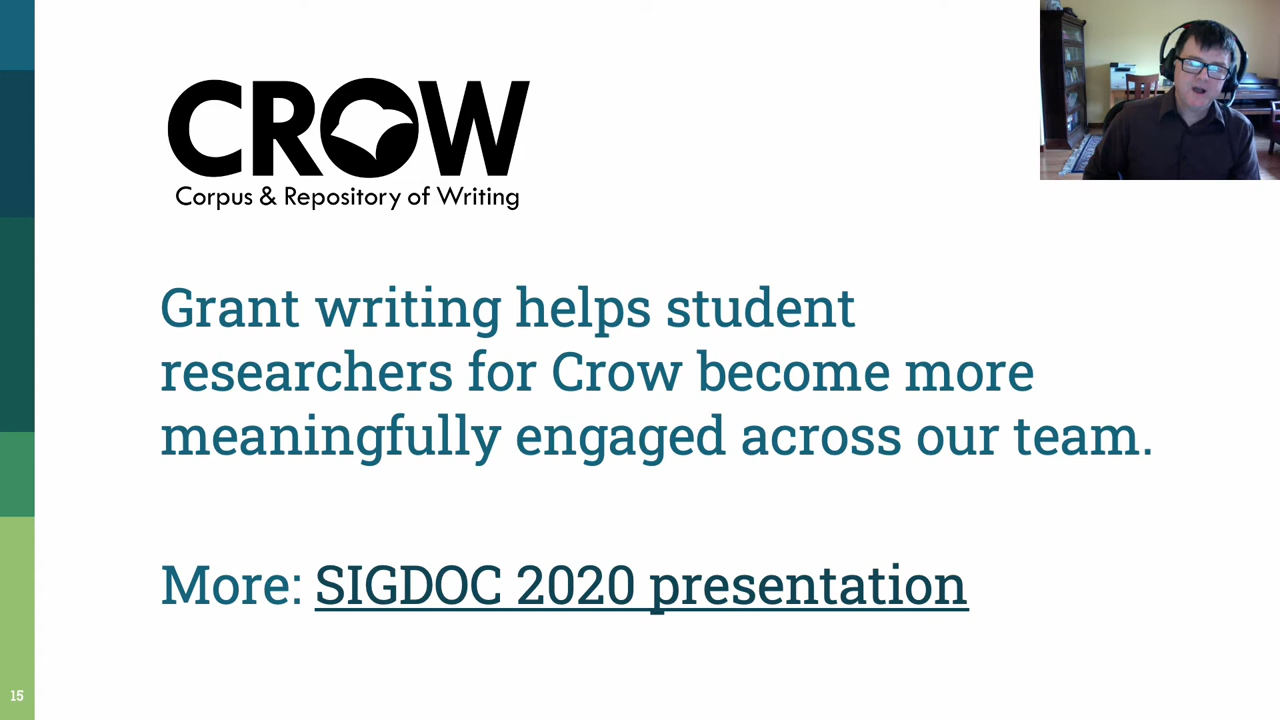 CROW
Corpus & Repository of Writing
Grant writing helps student
researchers for Crow become more
meaningfully engaged across our team.
More: SIGDOC 2020 presentation
15